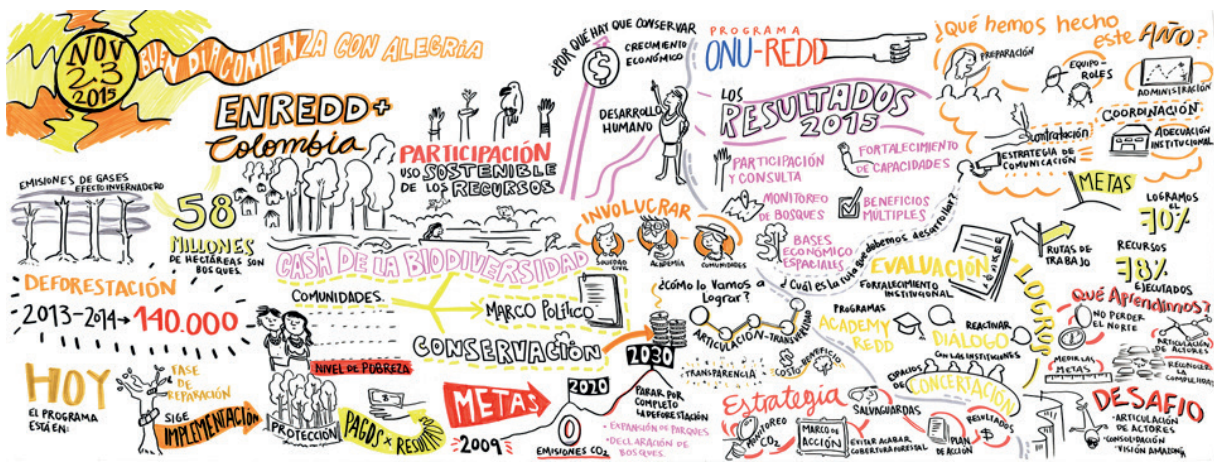 NOV
2.3
2015
BUEN DIA COMIENZA CON ALEGRIA
ENREDD+
Colombia
EMISIONES DE GASES
EFECTO INVERNADERO
58
MILLONES
DE HECTÁREAS SON
BOSQUES.
DEFORESTACIÓN
2013-2014→140.000
HOY
EL PROGRAMA
ESTÁ EN:
FASE
DE
REPARACIÓN
SIGE
IMPLEMENTACIÓN
PARTICIPACIÓN
USO SOSTENIBLE
DE LOS RECURSOS
CASA DE LA BIODIVERSIDAD
COMUNIDADES.
MARCO POLÍTICO
CONSERVACIÓN
NIVEL DE POBREZA
PROTECCIÓN
PAGOS X
METAS
2009
2020
2030
EMISIONES CO2
PARAR POR
COMPLETO
LA DEFORESTACIÓN
• EXPANSIÓN DE PARQUES.
• DECLARACIÓN DE
BOSQUES.
¿POR QUÉ HAY QUE CONSERVAR
$
CRECIMIENTO
ECONÓMICO
DESARROLLO
HUMANO
INVOLUCRAR
SOCIEDAD
CIVIL
ACADEMÍA
COMUNIDADES
¿Cómo lo Vamos a
Lograr?
ARTICULACIÓN-TRANSVERSALIDAD
TRANSPARENCIA
COSTO BENEFICIO
PROGRAMA
ONU-REDD
LOS
RESULTADOS
2015
PARTICIPACIÓN
Y CONSULTA
FORTALECIMIENTO
DE CAPACIDADES
MONITOREO
DE BOSQUES
BENEFICIOS
MÚLTIPLES
BASES
ECONÓMICO
ESPACIALES
¿Cuál es la ruta que debemos desarrollar?
EVALUACIÓN
FORTALECIMIENTO
INSTITUCIONAL
PROGRAMAS
ACADEMY
REDD
REACTIVAR
DIÁLOGO
CON LAS INSTITUCIONES
ESPACIOS
DE
CONCERTACIÓN
LOGROS
Estrategia
MONITOREO
CO2
MARCO DE
ACCIÓN
SALVAGUARDAS
EVITAR ACABAR
COBERTURA FORESTAL
PLAN
DE ACCIÓN
RESULTADOS
$
¿Qué hemos hecho
este AÑO?
PREPARACIÓN
EQUIPO-
ROLES
ADMINISTRACIÓN
Contratación
COORDINACIÓN
ADECUACIÓN
INSTITUCIONAL
ESTRATEGIA DE
COMUNICACIÓN
METAS
LOGRAMOS
EL
70%
RECURSOS
78%
EJECUTADOS
RUTAS DE
TRABAJO
Qué Aprendimos?
NO PERDER
EL NORTE
ARTICULACIÓN
DE ACTORES
MEDIR LAS
METAS
RECONOCER
LA
DESAFIO
• ARTICULACIÓN
DE ACTORES
• CONSOLIDACIÓN
• VISIÓN AMAZONÍA